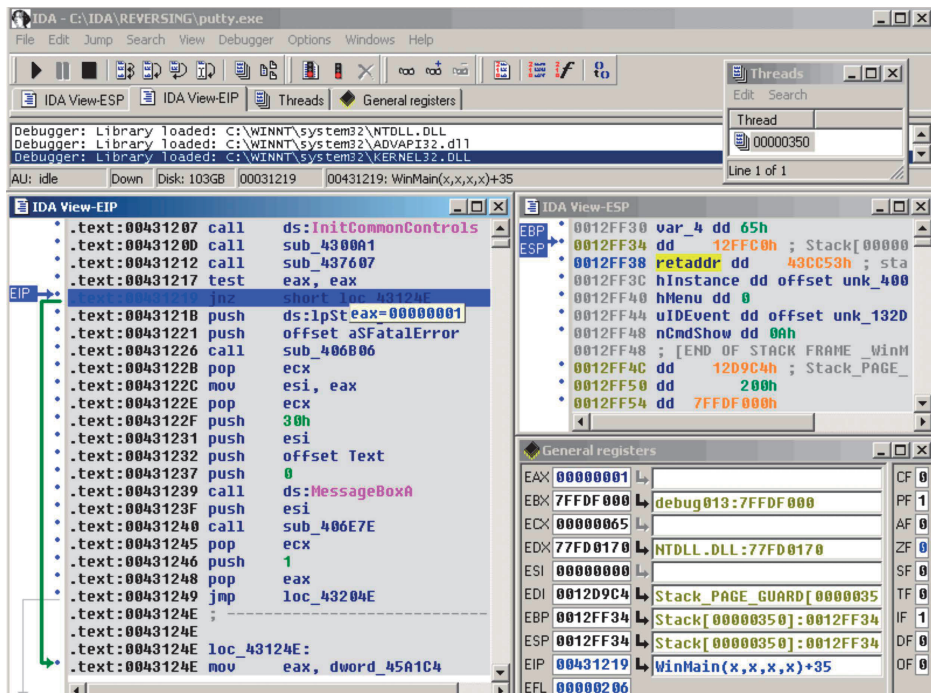 IDA - C:\IDA\REVERSING\putty.exe
File Edit Jump Search View Debugger Options Windows Help
IDA View-ESP IDA View-EIP Threads General registers
Debugger: Library loaded: C:\WINNT\system32\NTDLL.DLL
Debugger: Library loaded: C:\WINNT\system32\ADVAPI32.dll
Debugger: Library loaded: C:\WINNT\system32\KERNEL32.DLL
AU: idle Down Disk: 103GB 00031219 00431219: WinMain(x,x,x,x)+35
Threads
Edit Search
Thread
00000350
Line 1 of 1
IDA View-EIP
.text:00431207 call ds:InitCommonControls
.text:0043120D call sub_4300A1
.text:00431212 call sub_437607
.text:00431217 test eax, eax
EIP .text:00431219 jnz short loc_43124E
eax=00000001
.text:0043121B push ds:lpSt
.text:00431221 push offset aSFatalError
.text:00431226 call sub_406B06
.text:0043122B pop ecx
.text:0043122C mov esi, eax
.text:0043122E pop ecx
.text:0043122F push 30h
.text:00431231 push esi
.text:00431232 push offset Text
.text:00431237 push 0
.text:00431239 call ds:MessageBoxA
.text:0043123F push esi
.text:00431240 call sub_406E7E
.text:00431245 pop ecx
.text:00431246 push 1
.text:00431248 pop eax
.text:00431249 jmp loc_43204E
.text:0043124E ; ---------------------------
.text:0043124E
.text:0043124E loc_43124E:
.text:0043124E mov eax, dword_45A1C4
IDA View-ESP
EBP 0012FF30 var_4 dd 65h
ESP 0012FF34 dd 12FFC0h ; Stack[00000
0012FF38 retaddr dd 43CC53h ; sta
0012FF3C hInstance dd offset unk_400
0012FF40 hMenu dd 0
0012FF44 uIDEvent dd offset unk_132D
0012FF48 nCmdShow dd 0Ah
0012FF48 ; [END OF STACK FRAME _WinM
0012FF4C dd 12D9C4h ; Stack_PAGE_
0012FF50 dd 200h
0012FF54 dd 7FFDF000h
General registers
EAX 00000001 CF 0
EBX 7FFDF000 debug013:7FFDF000 PF 1
ECX 00000065 AF 0
EDX 77FD0170 NTDLL.DLL:77FD0170 ZF 0
ESI 00000000 SF 0
EDI 0012D9C4 Stack_PAGE_GUARD[0000035 TF 0
EBP 0012FF34 Stack[00000350]:0012FF34 IF 1
ESP 0012FF34 Stack[00000350]:0012FF34 DF 0
EIP 00431219 WinMain(x,x,x,x)+35 OF 0
EFL 00000206